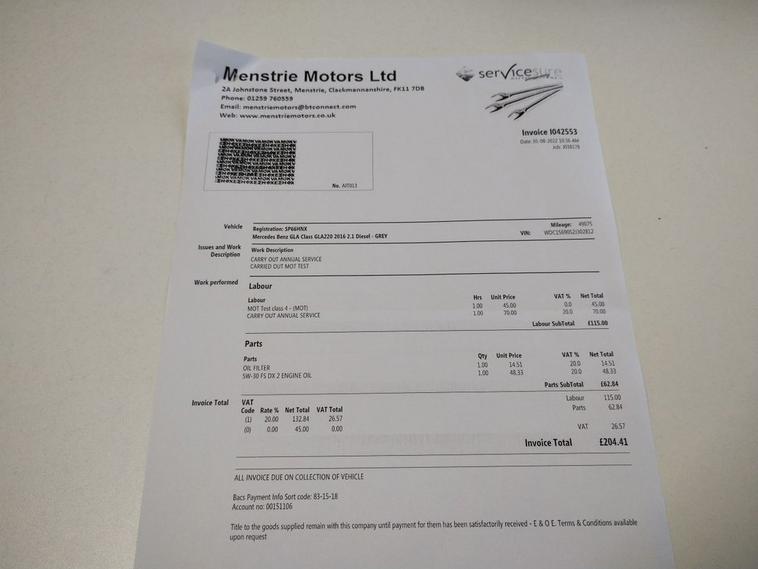 Menstrie Motors Ltd
2A Johnstone Street, Menstrie, Clackmannanshire, FK11 7DB
Phone: 01259 760559
Email: menstriemotors@btconnect.com
Web: www.menstriemotors.co.uk
servicesure
Invoice I042553
Date: 10:56 AM
Job:
No. AIT013
Vehicle
Registration: SP66HNX
Mercedes Benz GLA Class GLA220 2016 2.1 Diesel - GREY
Mileage: 49075
VIN:
Issues and Work Description
Work Description
CARRY OUT ANNUAL SERVICE
CARRIED OUT MOT TEST
Work performed
Labour
Labour Hrs Unit Price VAT % Net Total
MOT Test class 4 - (MOT) 1.00 45.00 0.0 45.00
CARRY OUT ANNUAL SERVICE 1.00 70.00 20.0 70.00
Labour SubTotal £115.00
Parts
Parts Qty Unit Price VAT % Net Total
OIL FILTER 1.00 14.51 20.0 14.51
5W-30 FS DX 2 ENGINE OIL 1.00 48.33 20.0 48.33
Parts SubTotal £62.84
Invoice Total
VAT Code Rate % Net Total VAT Total
(1) 20.00 132.84 26.57
(0) 0.00 45.00 0.00
Labour 115.00
Parts 62.84
VAT 26.57
Invoice Total £204.41
ALL INVOICE DUE ON COLLECTION OF VEHICLE
Bacs Payment Info Sort code: 83-15-18
Account no: 00151106
Title to the goods supplied remain with this company until payment for them has been satisfactorily received - E & O E. Terms & Conditions available
upon request